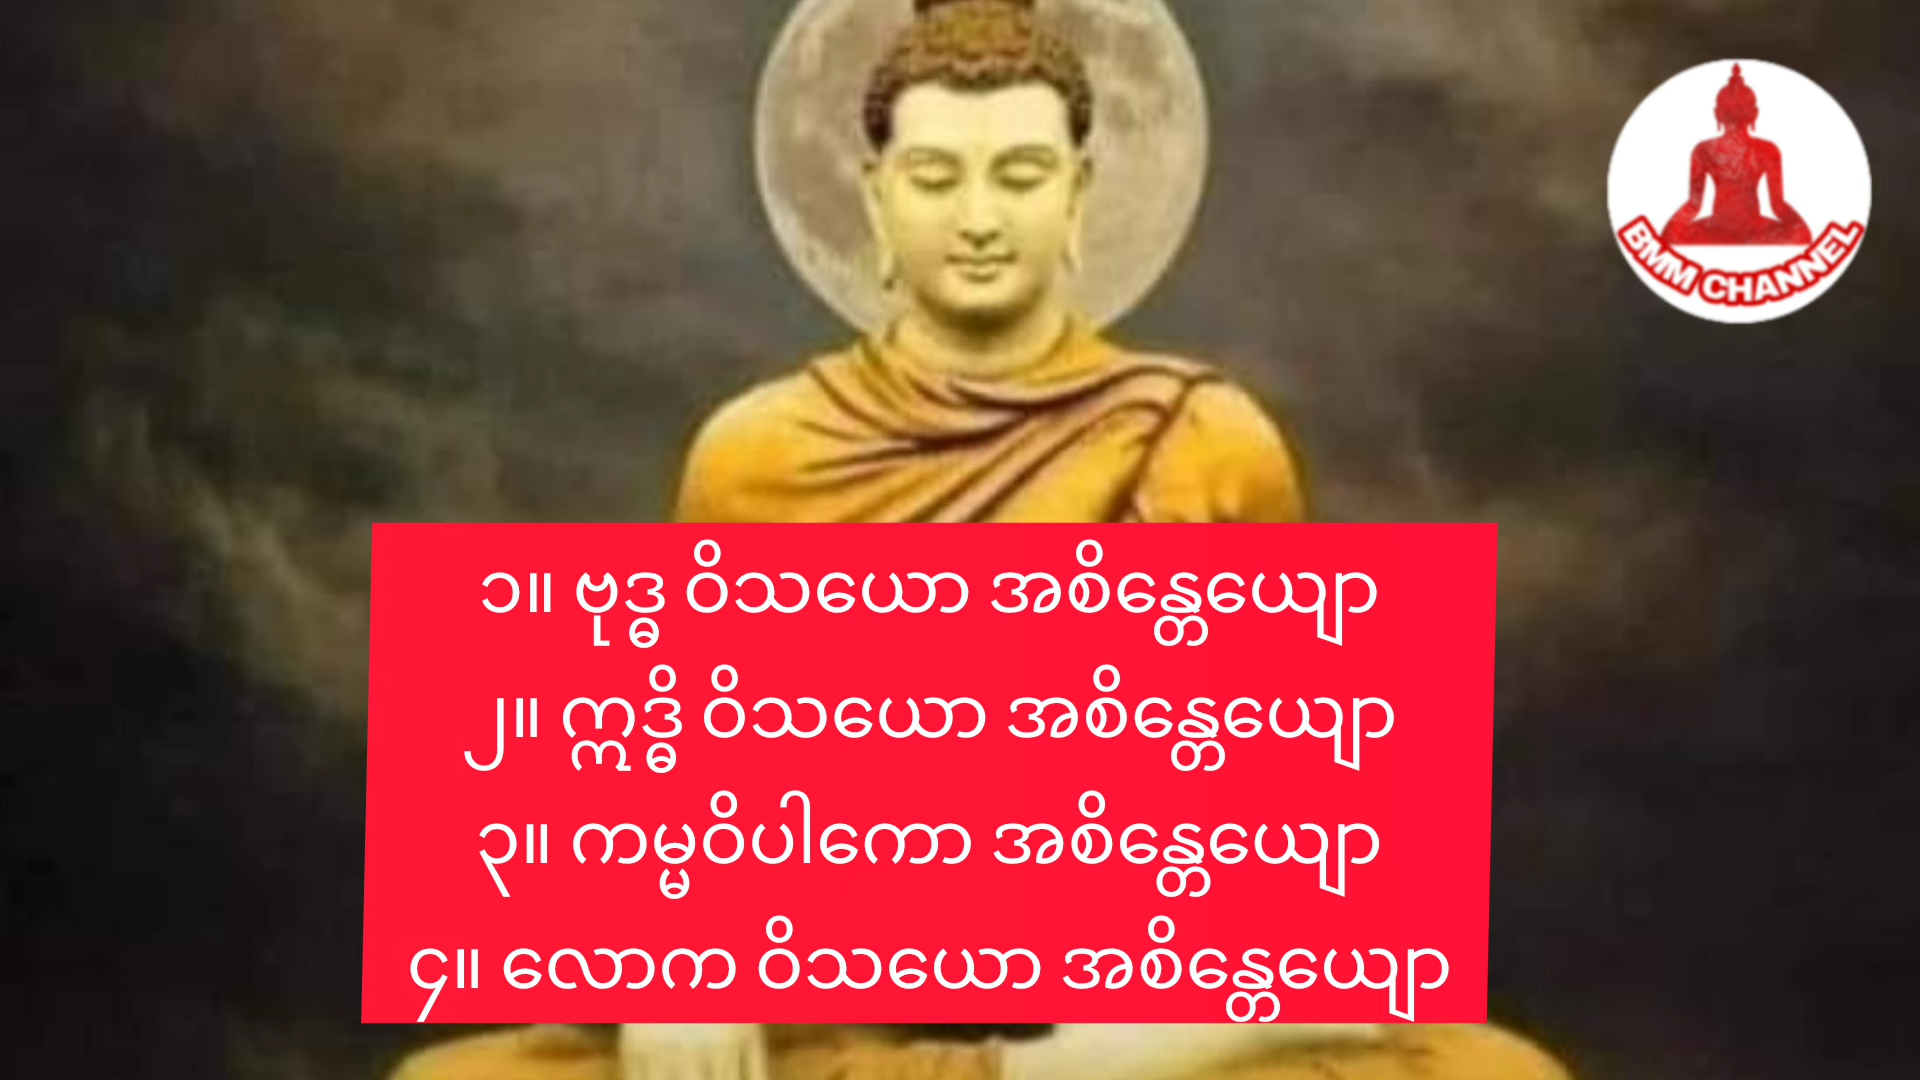 BMM CHANNEL
၁။ ဗုဒ္ဓ ဝိသယော အစိန္တေယျော
၂။ ဣဒ္ဓိ ဝိသယော အစိန္တေယျော
၃။ ကမ္မဝိပါကော အစိန္တေယျော
၄။ လောက ဝိသယော အစိန္တေယျော